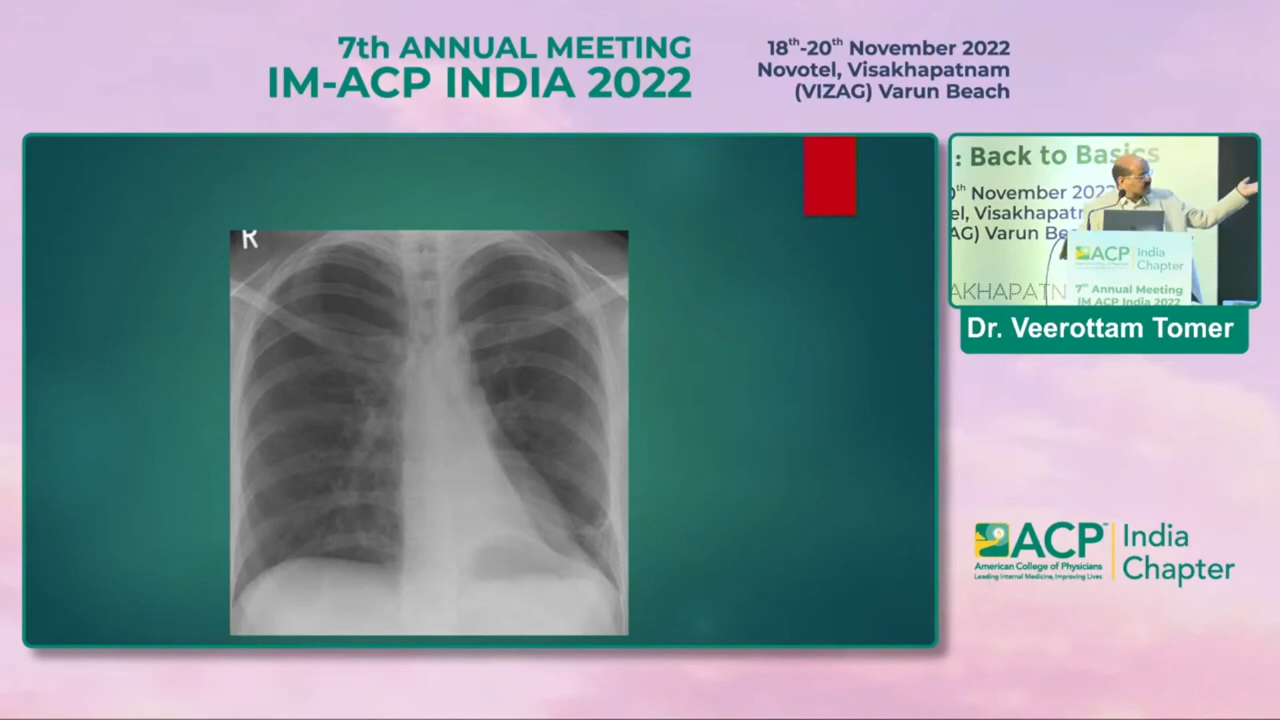 7th ANNUAL MEETING
IM-ACP INDIA 2022
18th-20th November 2022
Novotel, Visakhapatnam
(VIZAG) Varun Beach
R
: Back to Basics
th November 2022
el, Visakhapatn
AG) Varun Be
ACP India
Chapter
7th Annual Meeting
IM ACP India 2022
AKHAPATN
Dr. Veerottam Tomer
ACP India
American College of Physicians Chapter
Leading Internal Medicine, Improving Lives